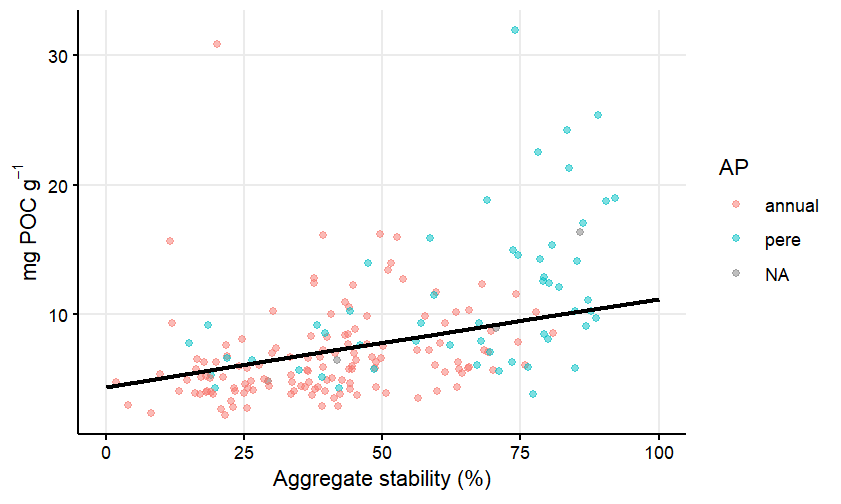 30
20
10
mg POC g⁻¹
0
25
50
75
100
Aggregate stability (%)
AP
annual
pere
NA